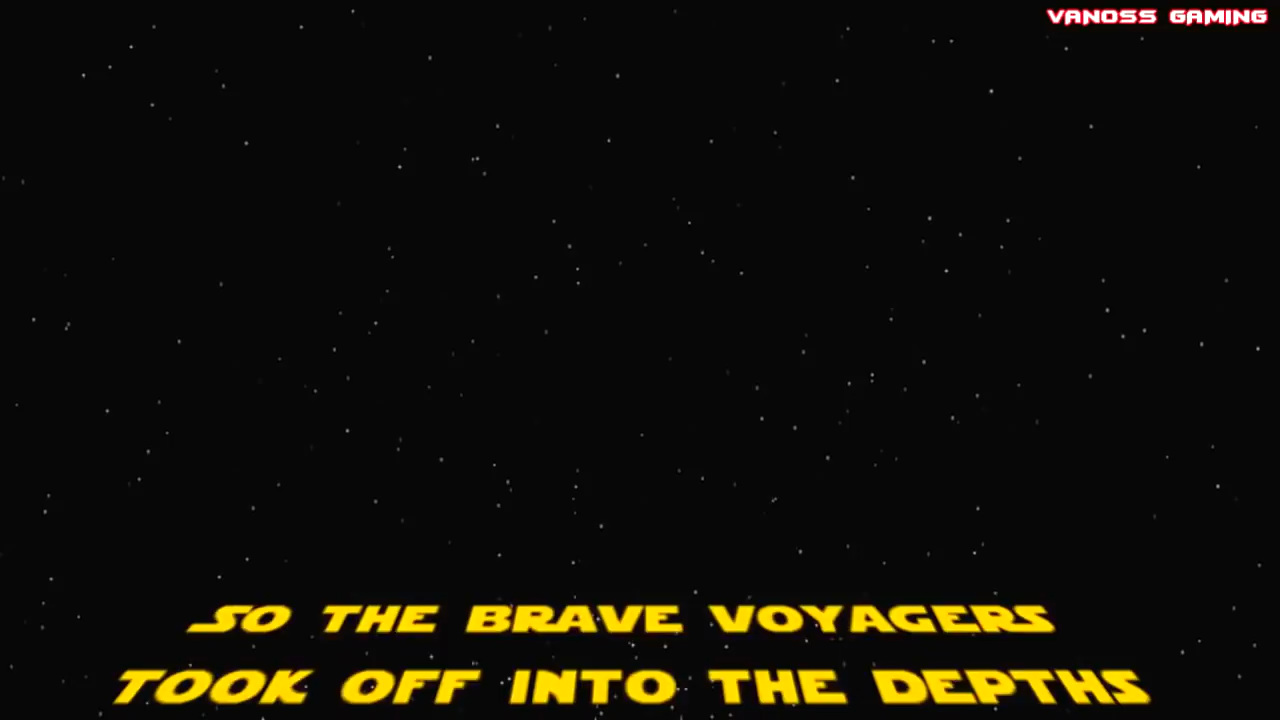 VANOSS GAMING
SO THE BRAVE VOYAGERS
TOOK OFF INTO THE DEPTHS